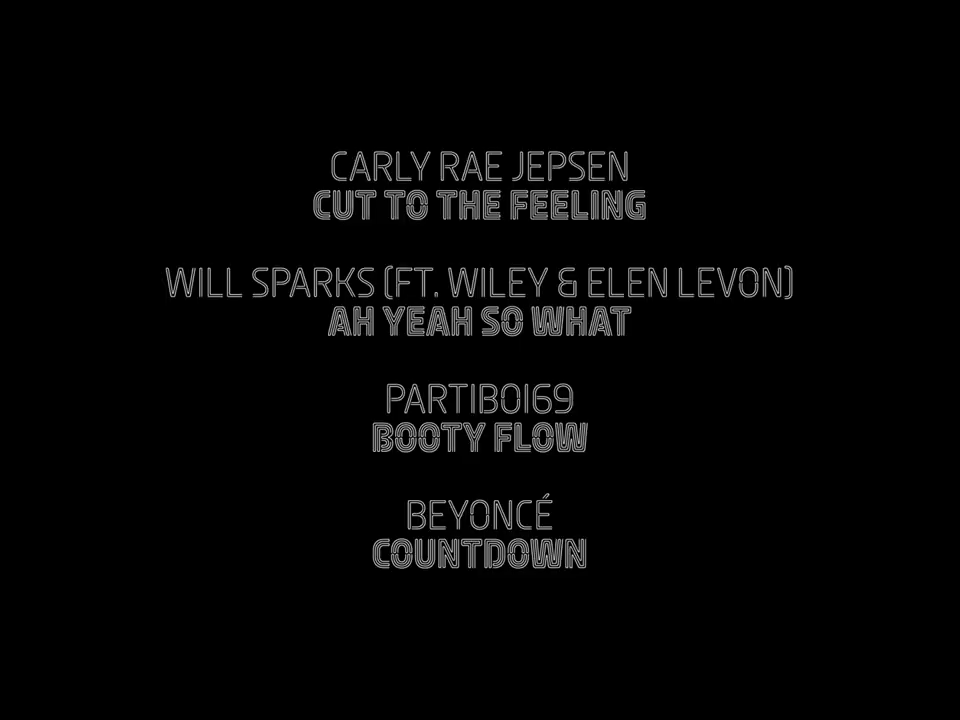 CARLY RAE JEPSEN
CUT TO THE FEELING
WILL SPARKS (FT. WILEY & ELEN LEVON)
AH YEAH SO WHAT
PARTIBOI69
BOOTY FLOW
BEYONCÉ
COUNTDOWN